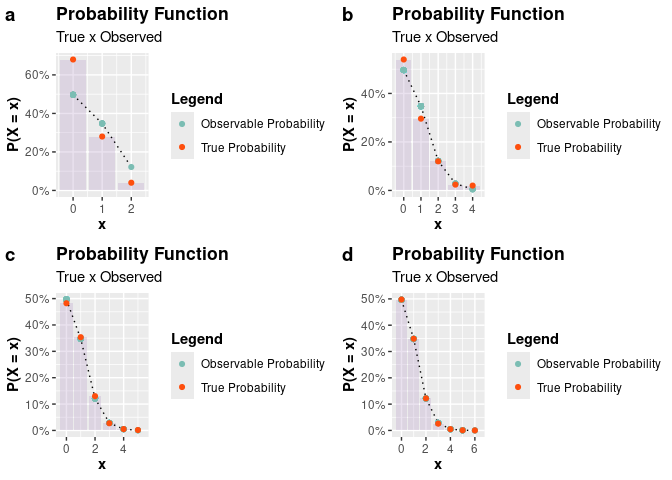 a
Probability Function
True x Observed
P(X = x)
60%
40%
20%
0%
0 1 2
x
Legend
Observable Probability
True Probability
b
Probability Function
True x Observed
P(X = x)
40%
20%
0%
0 1 2 3 4
x
Legend
Observable Probability
True Probability
c
Probability Function
True x Observed
P(X = x)
50%
40%
30%
20%
10%
0%
0 2 4
x
Legend
Observable Probability
True Probability
d
Probability Function
True x Observed
P(X = x)
50%
40%
30%
20%
10%
0%
0 2 4 6
x
Legend
Observable Probability
True Probability